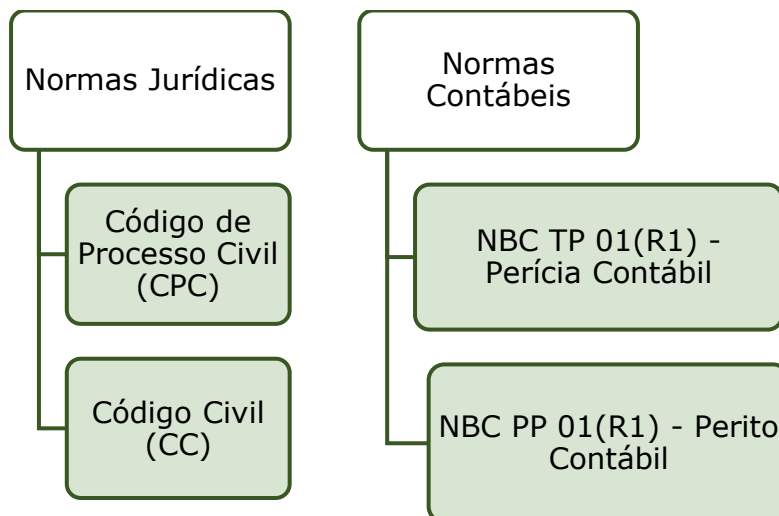 Normas Jurídicas
Código de
Processo Civil
(CPC)
Código Civil
(CC)
Normas
Contábeis
NBC TP 01(R1) -
Perícia Contábil
NBC PP 01(R1) - Perito
Contábil